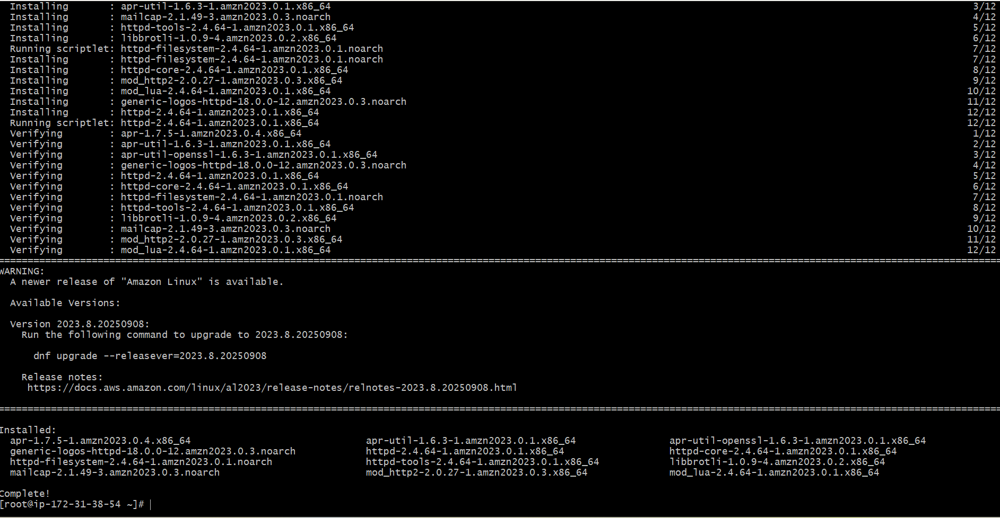 Installing       : apr-util-1.6.3-1.amzn2023.0.1.x86_64 3/12
Installing       : mailcap-2.1.49-3.amzn2023.0.3.noarch 4/12
Installing       : httpd-tools-2.4.64-1.amzn2023.0.1.x86_64 5/12
Installing       : libbrotli-1.0.9-4.amzn2023.0.2.x86_64 6/12
Running scriptlet: httpd-filesystem-2.4.64-1.amzn2023.0.1.noarch 7/12
Installing       : httpd-filesystem-2.4.64-1.amzn2023.0.1.noarch 7/12
Installing       : httpd-core-2.4.64-1.amzn2023.0.1.x86_64 8/12
Installing       : mod_http2-2.0.27-1.amzn2023.0.3.x86_64 9/12
Installing       : mod_lua-2.4.64-1.amzn2023.0.1.x86_64 10/12
Installing       : generic-logos-httpd-18.0.0-12.amzn2023.0.3.noarch 11/12
Installing       : httpd-2.4.64-1.amzn2023.0.1.x86_64 12/12
Running scriptlet: httpd-2.4.64-1.amzn2023.0.1.x86_64 12/12
Verifying        : apr-1.7.5-1.amzn2023.0.4.x86_64 1/12
Verifying        : apr-util-1.6.3-1.amzn2023.0.1.x86_64 2/12
Verifying        : apr-util-openssl-1.6.3-1.amzn2023.0.1.x86_64 3/12
Verifying        : generic-logos-httpd-18.0.0-12.amzn2023.0.3.noarch 4/12
Verifying        : httpd-2.4.64-1.amzn2023.0.1.x86_64 5/12
Verifying        : httpd-core-2.4.64-1.amzn2023.0.1.x86_64 6/12
Verifying        : httpd-filesystem-2.4.64-1.amzn2023.0.1.noarch 7/12
Verifying        : httpd-tools-2.4.64-1.amzn2023.0.1.x86_64 8/12
Verifying        : libbrotli-1.0.9-4.amzn2023.0.2.x86_64 9/12
Verifying        : mailcap-2.1.49-3.amzn2023.0.3.noarch 10/12
Verifying        : mod_http2-2.0.27-1.amzn2023.0.3.x86_64 11/12
Verifying        : mod_lua-2.4.64-1.amzn2023.0.1.x86_64 12/12
WARNING:
A newer release of "Amazon Linux" is available.
Available Versions:
Version 2023.8.20250908:
Run the following command to upgrade to 2023.8.20250908:
dnf upgrade --releasever=2023.8.20250908
Release notes:
https://docs.aws.amazon.com/linux/al2023/release-notes/relnotes-2023.8.20250908.html
Installed:
apr-1.7.5-1.amzn2023.0.4.x86_64 apr-util-1.6.3-1.amzn2023.0.1.x86_64 apr-util-openssl-1.6.3-1.amzn2023.0.1.x86_64
generic-logos-httpd-18.0.0-12.amzn2023.0.3.noarch httpd-2.4.64-1.amzn2023.0.1.x86_64 httpd-core-2.4.64-1.amzn2023.0.1.x86_64
httpd-filesystem-2.4.64-1.amzn2023.0.1.noarch httpd-tools-2.4.64-1.amzn2023.0.1.x86_64 libbrotli-1.0.9-4.amzn2023.0.2.x86_64
mailcap-2.1.49-3.amzn2023.0.3.noarch mod_http2-2.0.27-1.amzn2023.0.3.x86_64 mod_lua-2.4.64-1.amzn2023.0.1.x86_64
Complete!
[root@ip-172-31-38-54 ~]#